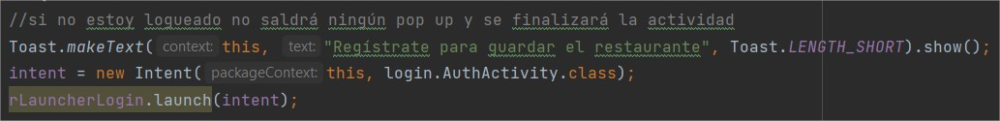 //si no estoy logueado no saldrá ningún pop up y se finalizará la actividad
Toast.makeText( context: this, text: "Regístrate para guardar el restaurante", Toast.LENGTH_SHORT).show();
intent = new Intent( packageContext: this, login.AuthActivity.class);
rLauncherLogin.launch(intent);